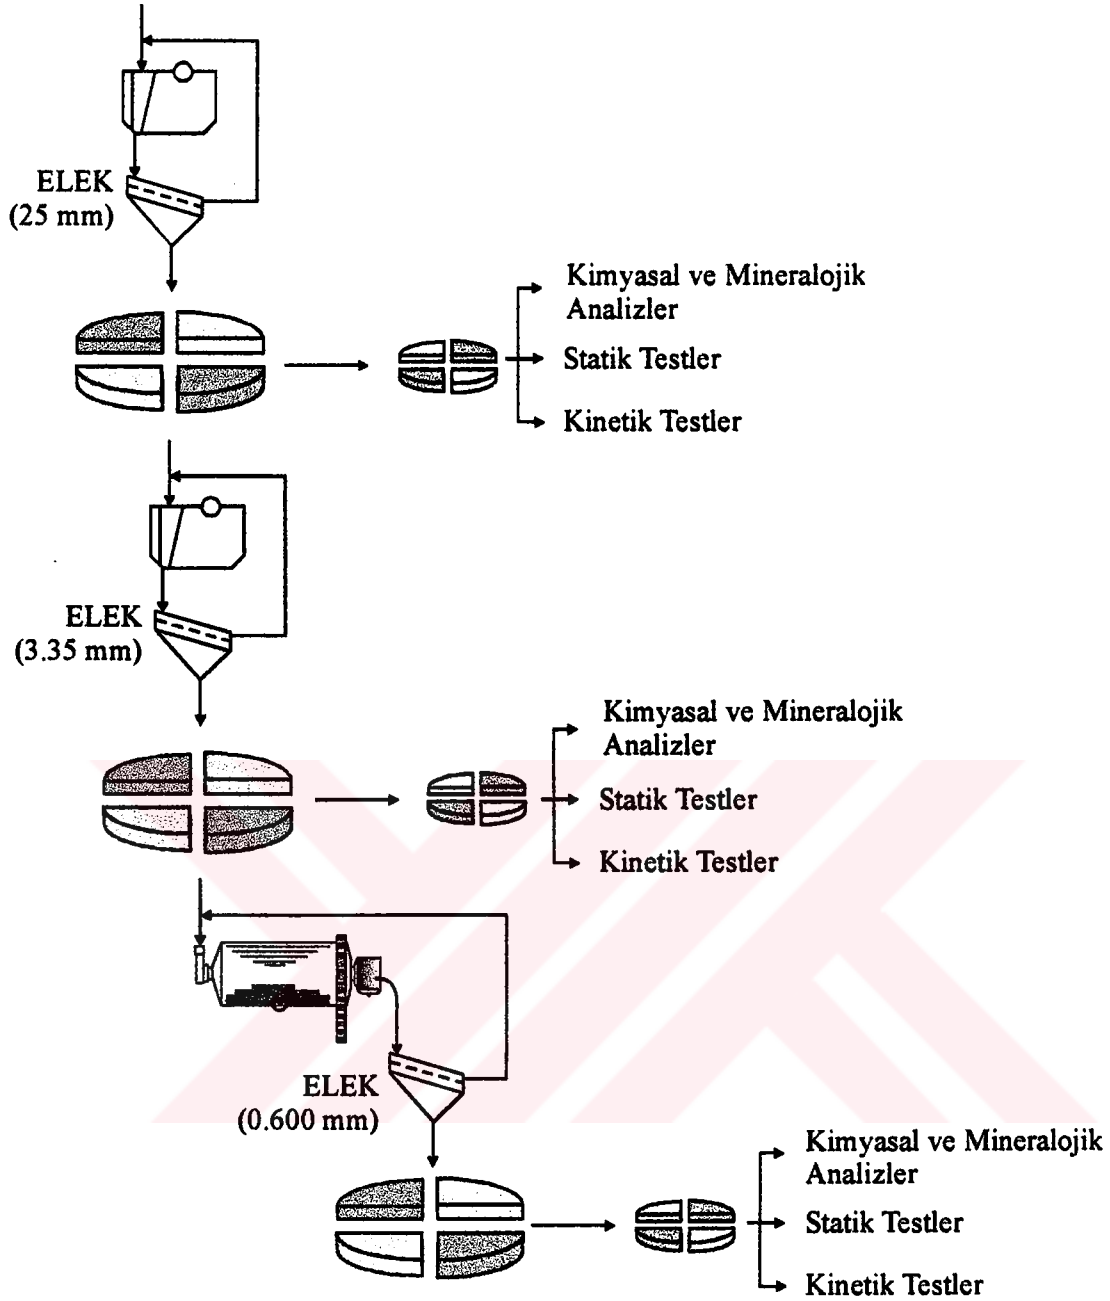 ELEK
(25 mm)
Kimyasal ve Mineralojik
Analizler
Statik Testler
Kinetik Testler
ELEK
(3.35 mm)
Kimyasal ve Mineralojik
Analizler
Statik Testler
Kinetik Testler
ELEK
(0.600 mm)
Kimyasal ve Mineralojik
Analizler
Statik Testler
Kinetik Testler